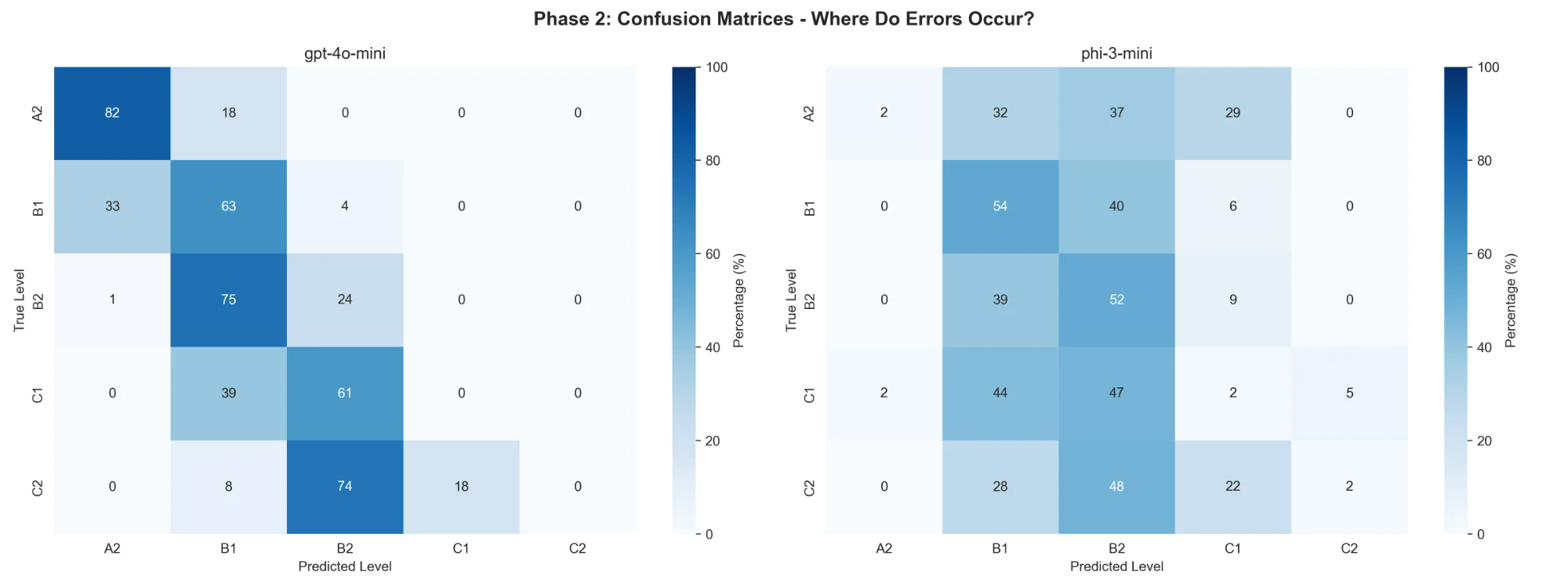 Phase 2: Confusion Matrices - Where Do Errors Occur?
gpt-4o-mini
True Level
A2 82 18 0 0 0
B1 33 63 4 0 0
B2 1 75 24 0 0
C1 0 39 61 0 0
C2 0 8 74 18 0
A2 B1 B2 C1 C2
Predicted Level
100
80
60
40
20
0
Percentage (%)
phi-3-mini
True Level
A2 2 32 37 29 0
B1 0 54 40 6 0
B2 0 39 52 9 0
C1 2 44 47 2 5
C2 0 28 48 22 2
A2 B1 B2 C1 C2
Predicted Level
100
80
60
40
20
0
Percentage (%)